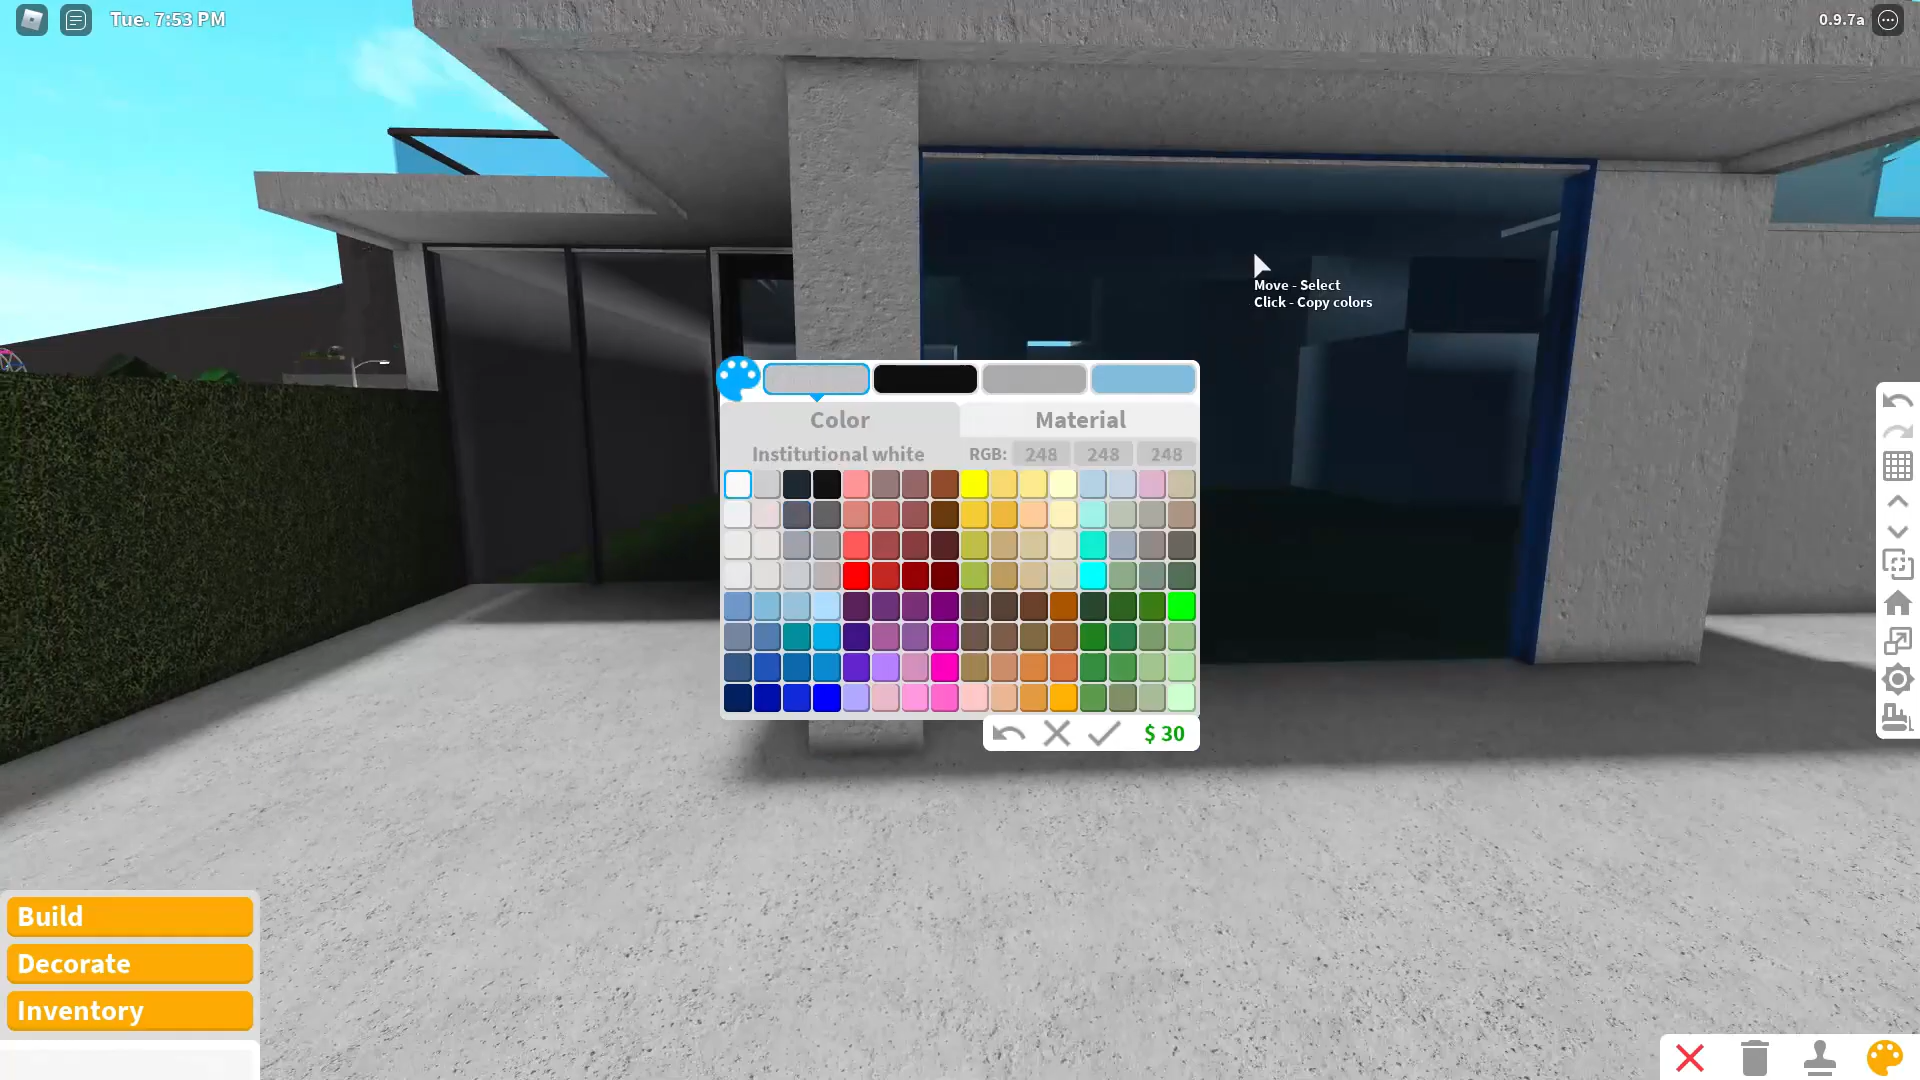 Tue. 7:53 PM
0.9.7a
Move - Select
Click - Copy colors
Color
Material
Institutional white
RGB: 248 248 248
$ 30
Build
Decorate
Inventory